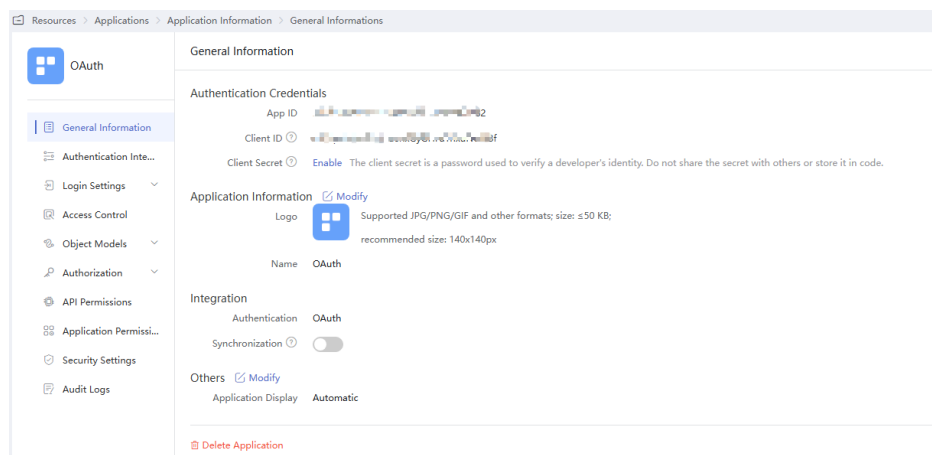 Resources > Applications > Application Information > General Informations
OAuth
General Information
Authentication Inte...
Login Settings
Access Control
Object Models
Authorization
API Permissions
Application Permissi...
Security Settings
Audit Logs
General Information
Authentication Credentials
App ID
Client ID
Client Secret Enable The client secret is a password used to verify a developer's identity. Do not share the secret with others or store it in code.
Application Information Modify
Logo Supported JPG/PNG/GIF and other formats; size: ≤50 KB;
recommended size: 140x140px
Name OAuth
Integration
Authentication OAuth
Synchronization
Others Modify
Application Display Automatic
Delete Application